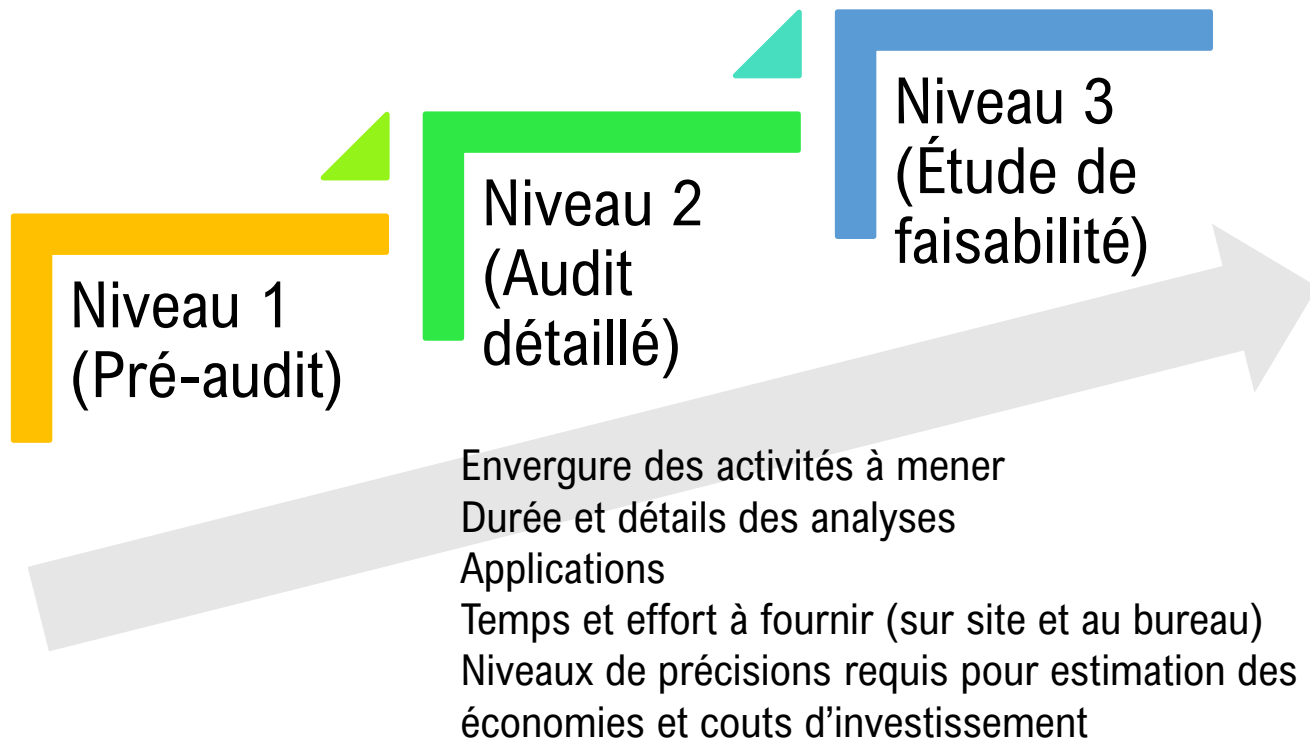 Niveau 1
(Pré-audit)
Niveau 2
(Audit
détaillé)
Niveau 3
(Étude de
faisabilité)
Envergure des activités à mener
Durée et détails des analyses
Applications
Temps et effort à fournir (sur site et au bureau)
Niveaux de précisions requis pour estimation des
économies et couts d’investissement